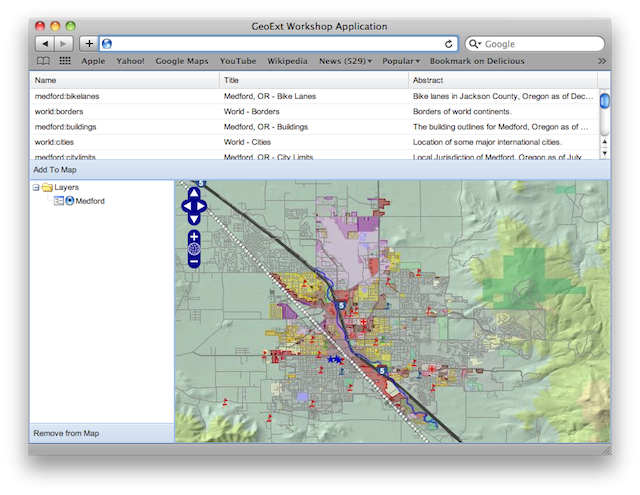 GeoExt Workshop Application
Google
Apple Yahoo! Google Maps YouTube Wikipedia News (529) Popular Bookmark on Delicious
Name Title Abstract
medford:bikelanes Medford, OR - Bike Lanes Bike lanes in Jackson County, Oregon as of Dec...
world:borders World - Borders Borders of world continents.
medford:buildings Medford, OR - Buildings The building outlines for Medford, Oregon as of ...
world:cities World - Cities Location of some major international cities.
medford:citylimits Medford, OR - City Limits Local Jurisdiction of Medford, Oregon as of July ...
Add To Map
Layers
Medford
5
5
5
Remove from Map